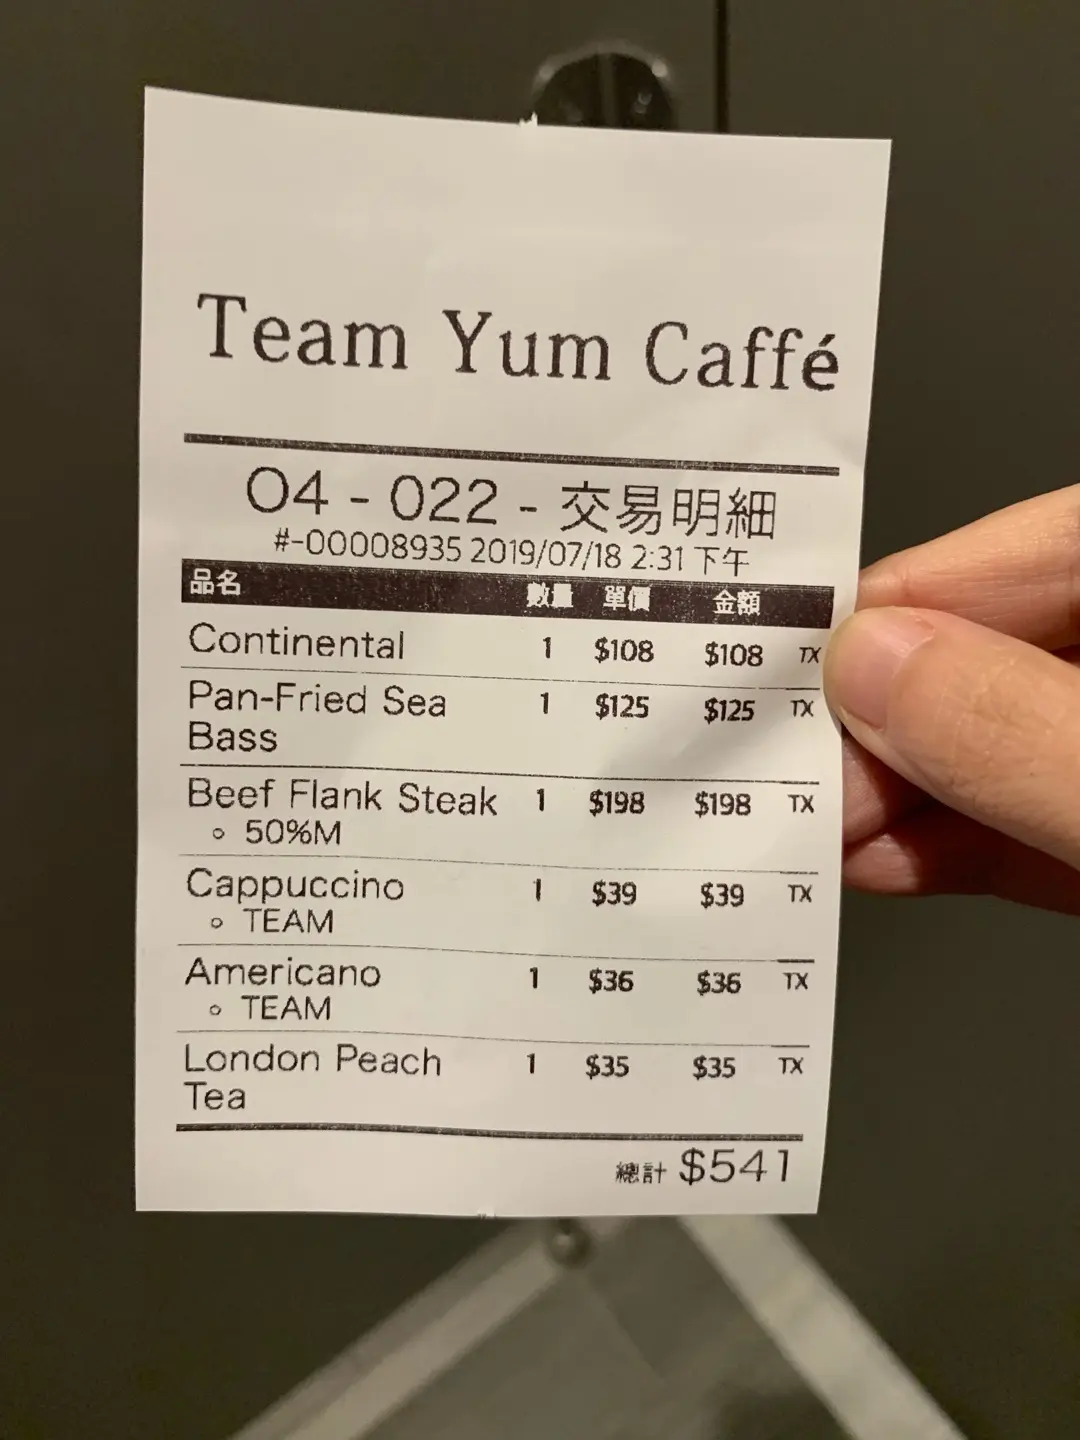 Team Yum Caffé
04 - 022 - 交易明細
#-00008935 2019/07/18 2:31 下午
品名 數量 單價 金額
Continental 1 $108 $108 TX
Pan-Fried Sea 1 $125 $125 TX
Bass
Beef Flank Steak 1 $198 $198 TX
○ 50%M
Cappuccino 1 $39 $39 TX
○ TEAM
Americano 1 $36 $36 TX
○ TEAM
London Peach 1 $35 $35 TX
Tea
總計 $541